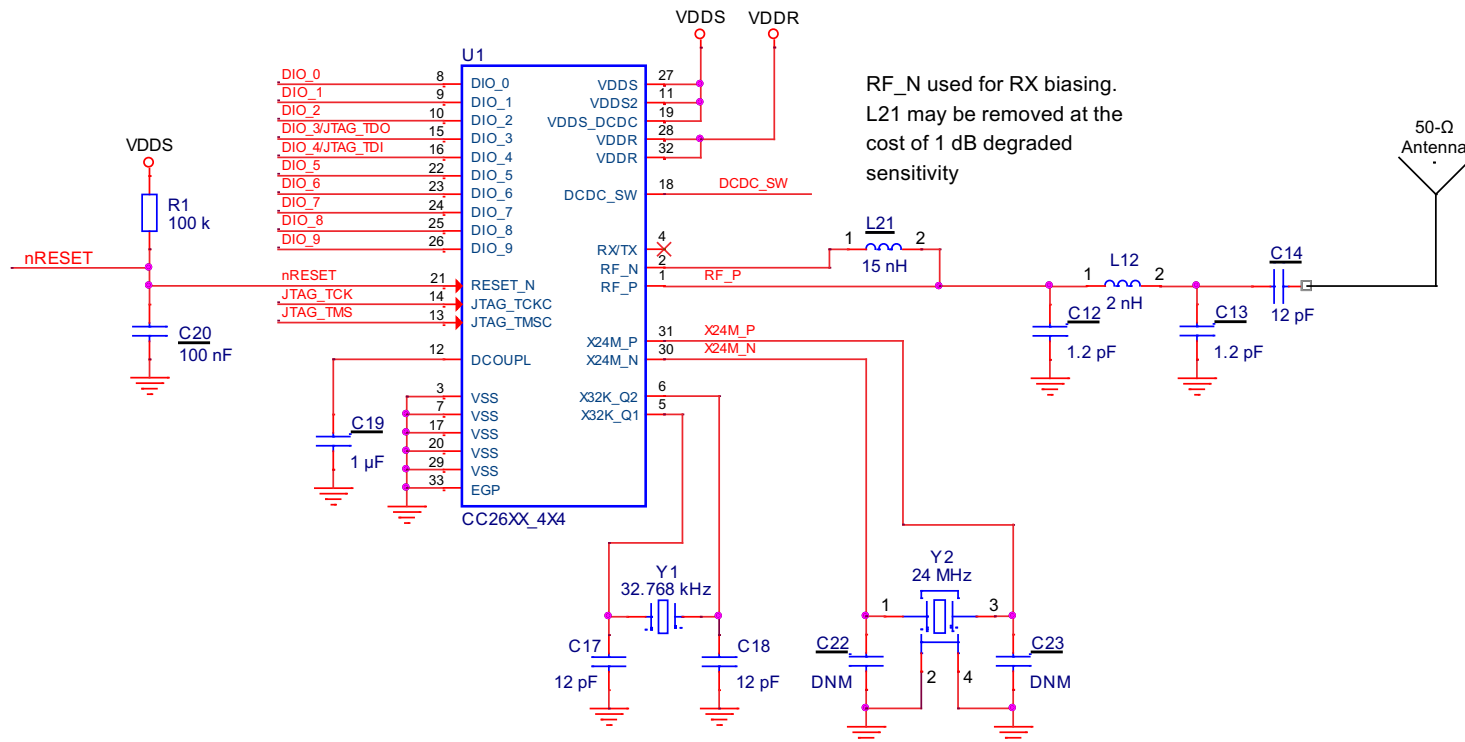 VDDS
VDDR
U1
DIO_0
8
DIO_0
DIO_1
9
DIO_1
DIO_2
10
DIO_2
DIO_3/JTAG_TDO
15
DIO_3
DIO_4/JTAG_TDI
16
DIO_4
DIO_5
22
DIO_5
DIO_6
23
DIO_6
DIO_7
24
DIO_7
DIO_8
25
DIO_8
DIO_9
26
DIO_9
VDDS
27
VDDS2
11
VDDS_DCDC
19
VDDR
28
VDDR
32
DCDC_SW
18
DCDC_SW
RX/TX
4
RF_N
2
RF_P
1
RF_P
RF_N used for RX biasing.
L21 may be removed at the
cost of 1 dB degraded
sensitivity
50-Ω
Antenna
VDDS
R1
100 k
nRESET
nRESET
21
RESET_N
JTAG_TCK
14
JTAG_TCKC
JTAG_TMS
13
JTAG_TMSC
C20
100 nF
12
DCOUPL
3
VSS
7
VSS
17
VSS
20
VSS
29
VSS
33
EGP
C19
1 µF
CC26XX_4X4
X24M_P
31
X24M_P
X24M_N
30
X24M_N
X32K_Q2
6
X32K_Q1
5
1
L21
2
15 nH
1
L12
2
2 nH
C14
12 pF
C12
1.2 pF
C13
1.2 pF
Y1
32.768 kHz
C17
12 pF
C18
12 pF
Y2
24 MHz
1
3
2
4
C22
DNM
C23
DNM